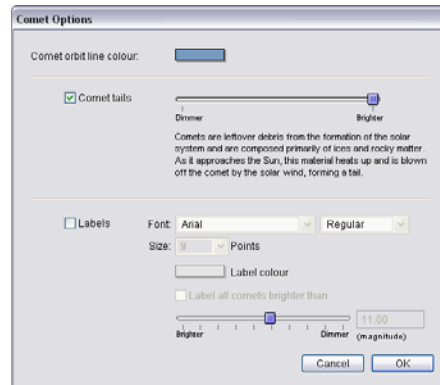 Comet Options
Comet orbit line colour:
Comet tails
Dimmer Brighter
Comets are leftover debris from the formation of the solar
system and are composed primarily of ices and rocky matter.
As it approaches the Sun, this material heats up and is blown
off the comet by the solar wind, forming a tail.
Labels Font: Arial Regular
Size: 9 Points
Label colour
Label all comets brighter than
11.00
Brighter Dimmer (magnitude)
Cancel OK